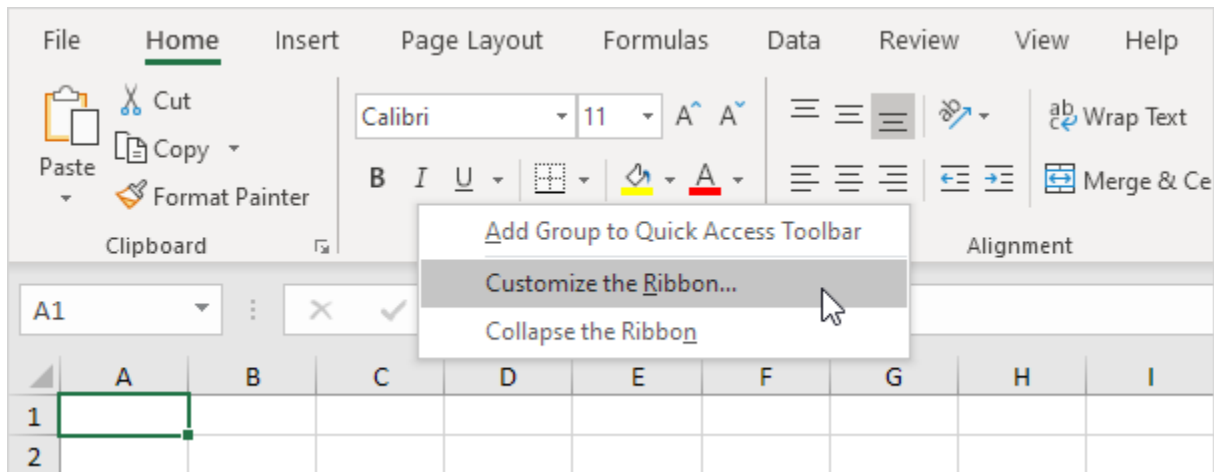 File Home Insert Page Layout Formulas Data Review View Help
Cut
Copy
Paste
Format Painter
Clipboard
Calibri 11 A A
B I U A
ab
ab
c Wrap Text
Merge & Ce
Alignment
Add Group to Quick Access Toolbar
Customize the Ribbon...
Collapse the Ribbon
A1
A B C D E F G H I
1
2